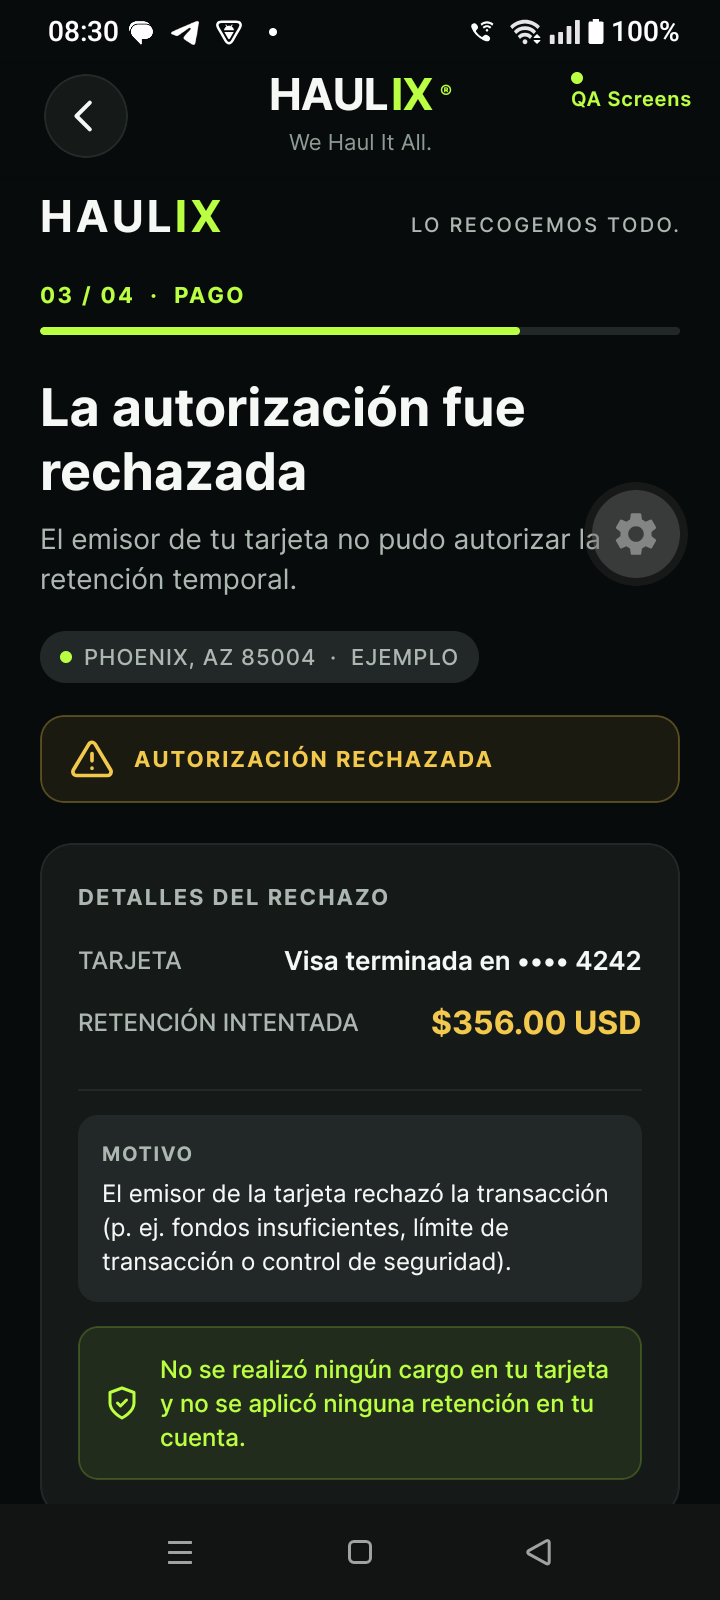 08:30
100%
HAULIX ®
We Haul It All.
QA Screens
HAULIX
LO RECOGEMOS TODO.
03 / 04 · PAGO
La autorización fue
rechazada
El emisor de tu tarjeta no pudo autorizar la
retención temporal.
PHOENIX, AZ 85004 · EJEMPLO
AUTORIZACIÓN RECHAZADA
DETALLES DEL RECHAZO
TARJETA
Visa terminada en •••• 4242
RETENCIÓN INTENTADA
$356.00 USD
MOTIVO
El emisor de la tarjeta rechazó la transacción
(p. ej. fondos insuficientes, límite de
transacción o control de seguridad).
No se realizó ningún cargo en tu tarjeta
y no se aplicó ninguna retención en tu
cuenta.